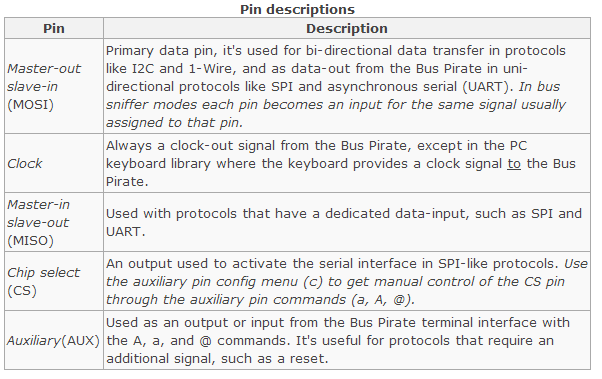 Pin descriptions
Pin Description
Master-out
slave-in
(MOSI)
Primary data pin, it's used for bi-directional data transfer in protocols
like I2C and 1-Wire, and as data-out from the Bus Pirate in uni-
directional protocols like SPI and asynchronous serial (UART). In bus
sniffer modes each pin becomes an input for the same signal usually
assigned to that pin.
Clock
Always a clock-out signal from the Bus Pirate, except in the PC
keyboard library where the keyboard provides a clock signal to the Bus
Pirate.
Master-in
slave-out
(MISO)
Used with protocols that have a dedicated data-input, such as SPI and
UART.
Chip select
(CS)
An output used to activate the serial interface in SPI-like protocols. Use
the auxiliary pin config menu (c) to get manual control of the CS pin
through the auxiliary pin commands (a, A, @).
Auxiliary(AUX)
Used as an output or input from the Bus Pirate terminal interface with
the A, a, and @ commands. It's useful for protocols that require an
additional signal, such as a reset.